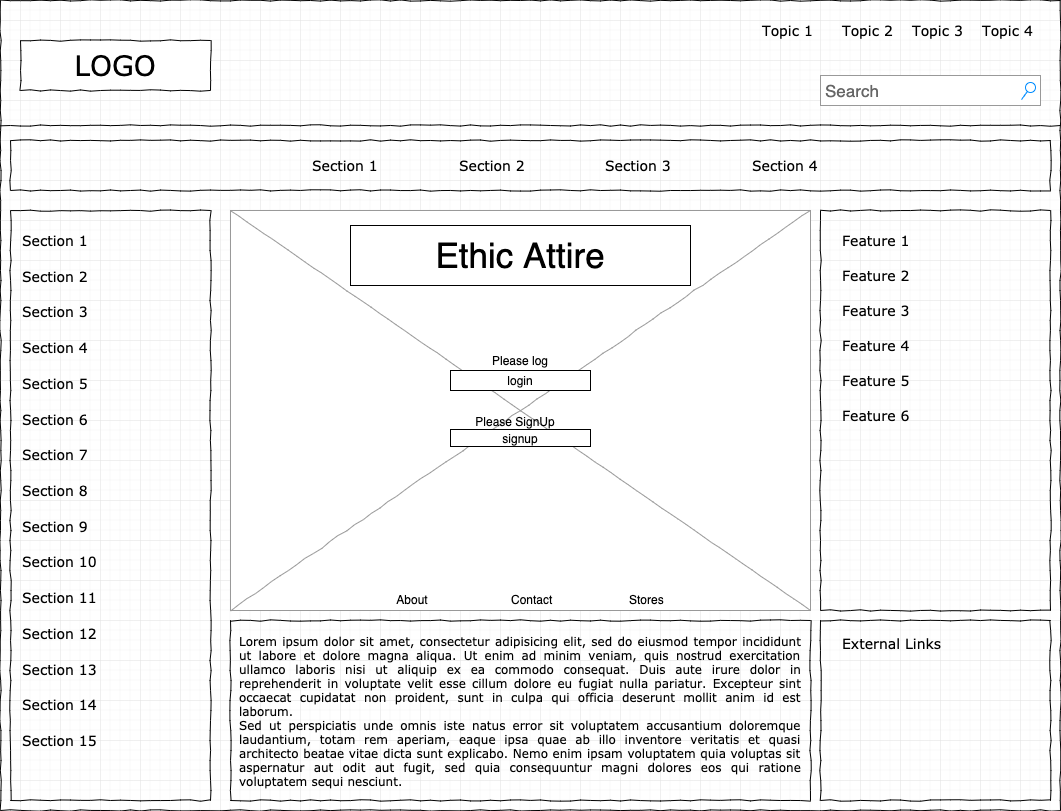 Topic 1 Topic 2 Topic 3 Topic 4
LOGO
Search
Section 1 Section 2 Section 3 Section 4
Section 1
Section 2
Section 3
Section 4
Section 5
Section 6
Section 7
Section 8
Section 9
Section 10
Section 11
Section 12
Section 13
Section 14
Section 15
Ethic Attire
Please log
login
Please SignUp
signup
About Contact Stores
Lorem ipsum dolor sit amet, consectetur adipisicing elit, sed do eiusmod tempor incididunt
ut labore et dolore magna aliqua. Ut enim ad minim veniam, quis nostrud exercitation
ullamco laboris nisi ut aliquip ex ea commodo consequat. Duis aute irure dolor in
reprehenderit in voluptate velit esse cillum dolore eu fugiat nulla pariatur. Excepteur sint
occaecat cupidatat non proident, sunt in culpa qui officia deserunt mollit anim id est
laborum.
Sed ut perspiciatis unde omnis iste natus error sit voluptatem accusantium doloremque
laudantium, totam rem aperiam, eaque ipsa quae ab illo inventore veritatis et quasi
architecto beatae vitae dicta sunt explicabo. Nemo enim ipsam voluptatem quia voluptas sit
aspernatur aut odit aut fugit, sed quia consequuntur magni dolores eos qui ratione
voluptatem sequi nesciunt.
Feature 1
Feature 2
Feature 3
Feature 4
Feature 5
Feature 6
External Links